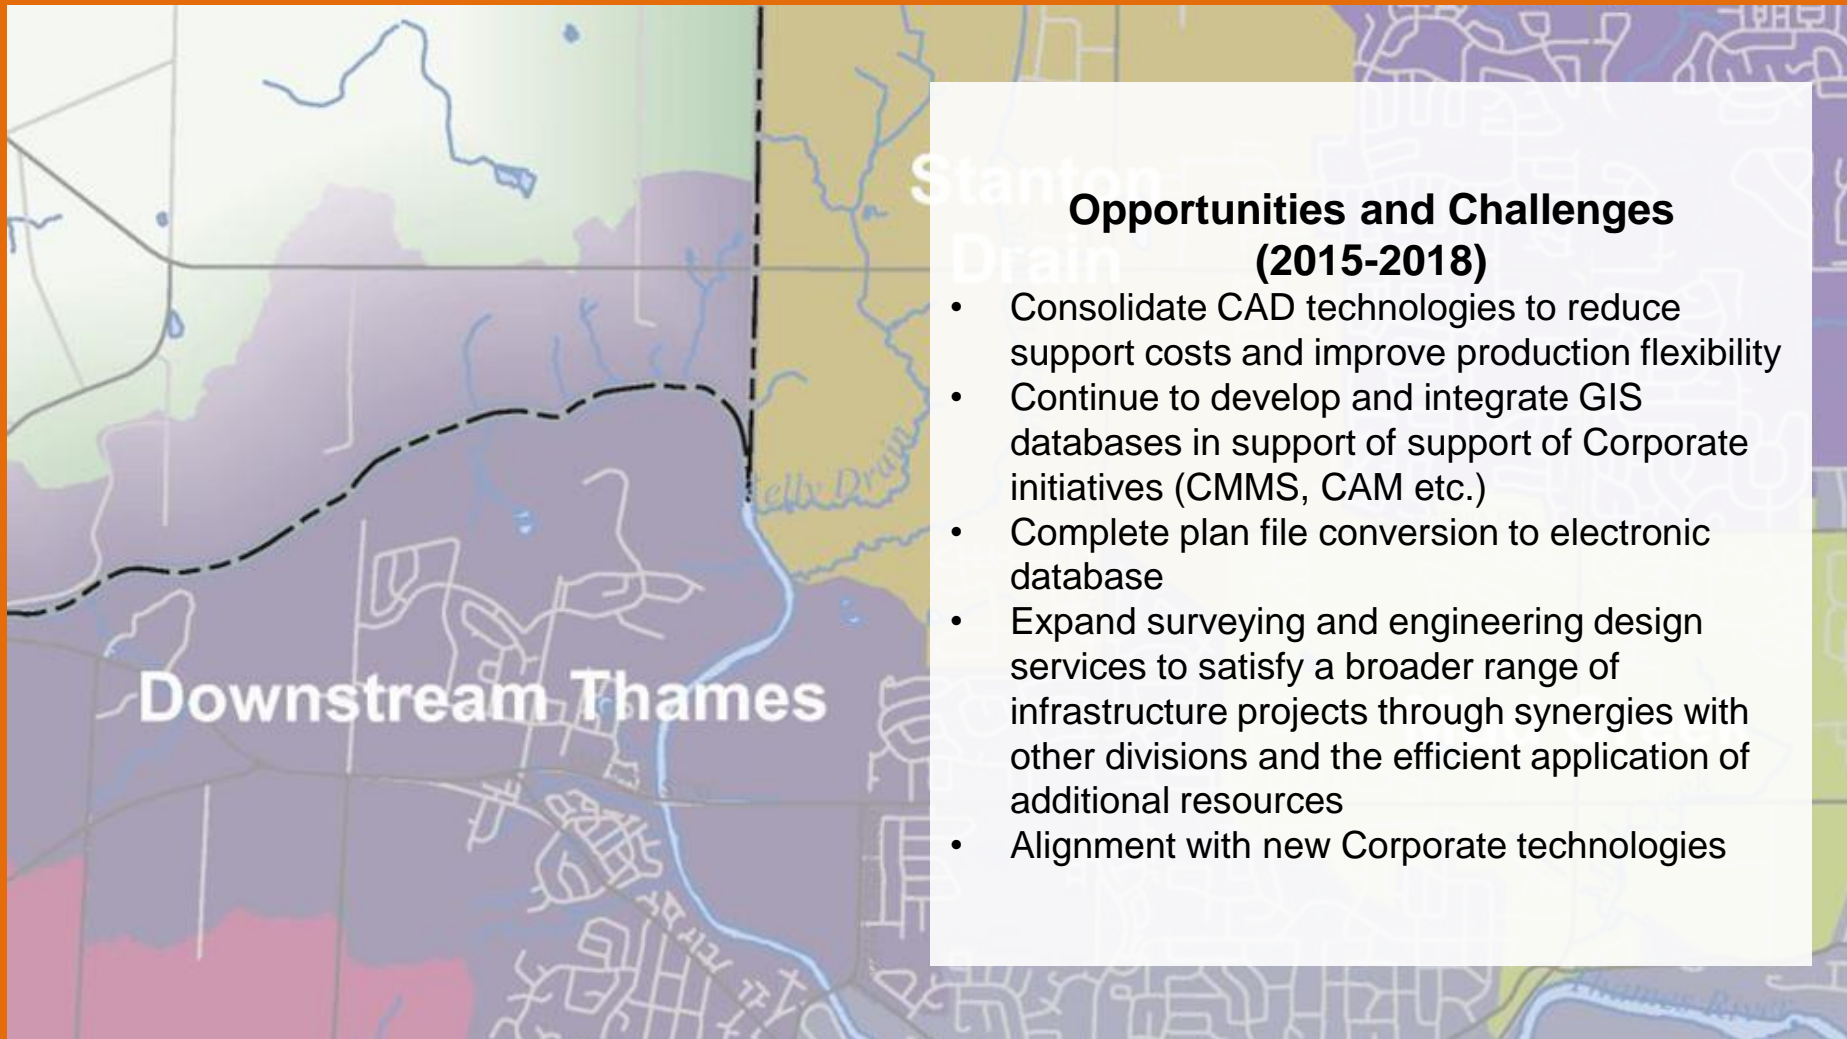 Stanton
Drain
Opportunities and Challenges
(2015-2018)
• Consolidate CAD technologies to reduce
support costs and improve production flexibility
• Continue to develop and integrate GIS
databases in support of support of Corporate
initiatives (CMMS, CAM etc.)
• Complete plan file conversion to electronic
database
• Expand surveying and engineering design
services to satisfy a broader range of
infrastructure projects through synergies with
other divisions and the efficient application of
additional resources
• Alignment with new Corporate technologies
Drain
Downstream Thames
Thames River